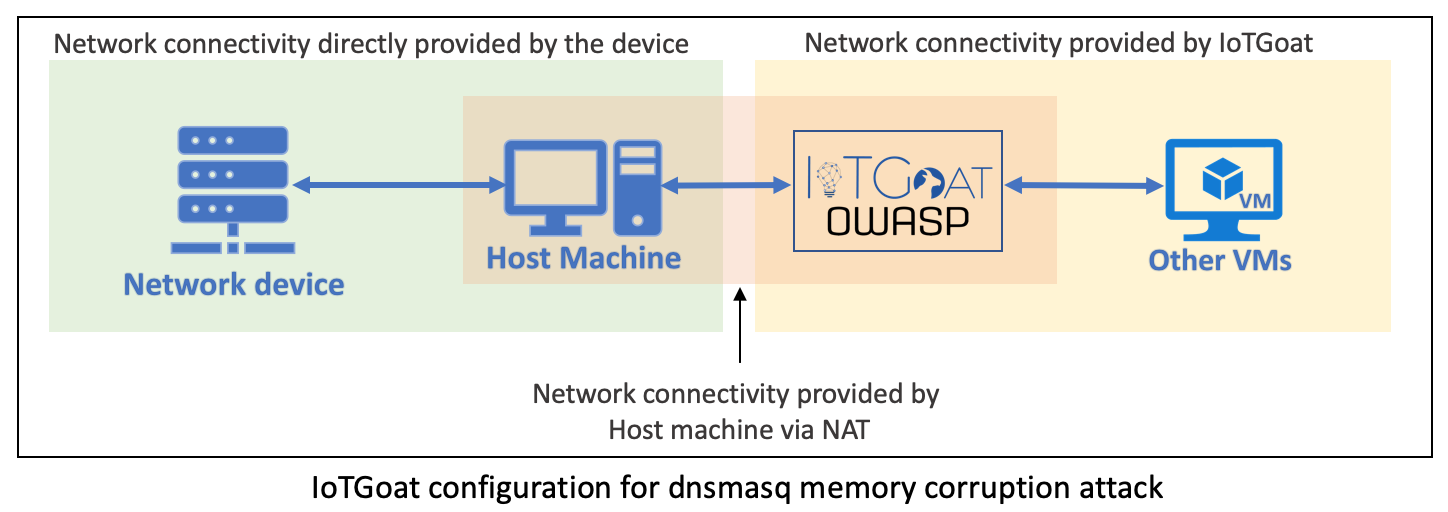 Network connectivity directly provided by the device
Network connectivity provided by IoTGoat
IoTGoat
OWASP
VM
Host Machine
Other VMs
Network device
Network connectivity provided by
Host machine via NAT
IoTGoat configuration for dnsmasq memory corruption attack